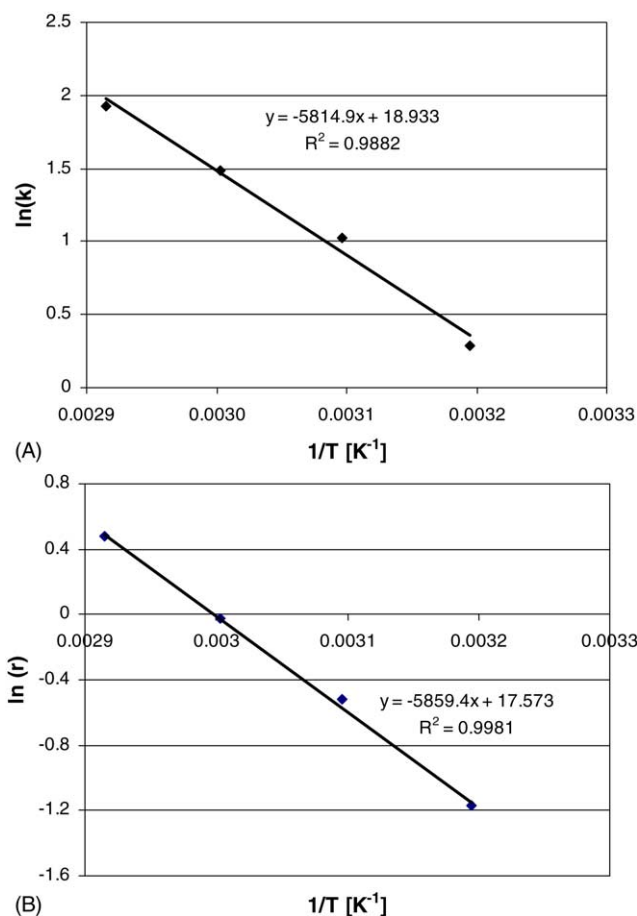 2.5
2
1.5
1
0.5
0
ln(k)
y = -5814.9x + 18.933
R² = 0.9882
0.0029 0.0030 0.0031 0.0032 0.0033
(A) 1/T [K⁻¹]
0.8
0.4
0
-0.4
-0.8
-1.2
-1.6
ln (r)
0.0029 0.003 0.0031 0.0032 0.0033
y = -5859.4x + 17.573
R² = 0.9981
(B) 1/T [K⁻¹]